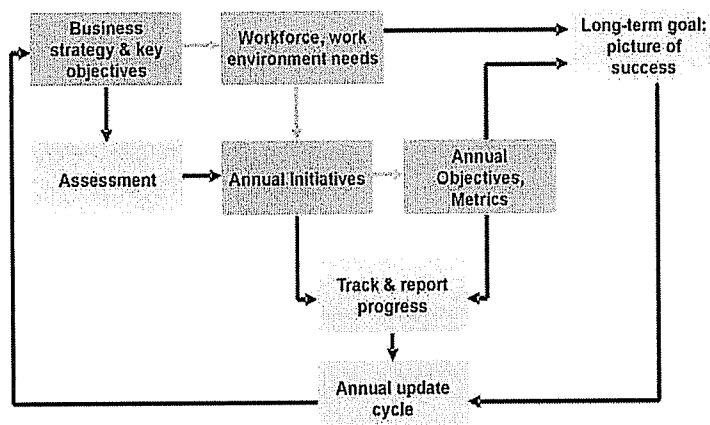 Business
strategy & key
objectives
Workforce, work
environment needs
Long-term goal:
picture of
success
Assessment
Annual Initiatives
Annual
Objectives,
Metrics
Track & report
progress
Annual update
cycle